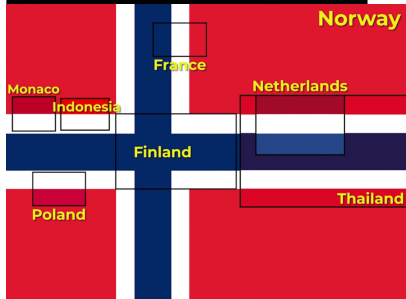 Norway
France
Monaco
Indonesia
Netherlands
Finland
Poland
Thailand